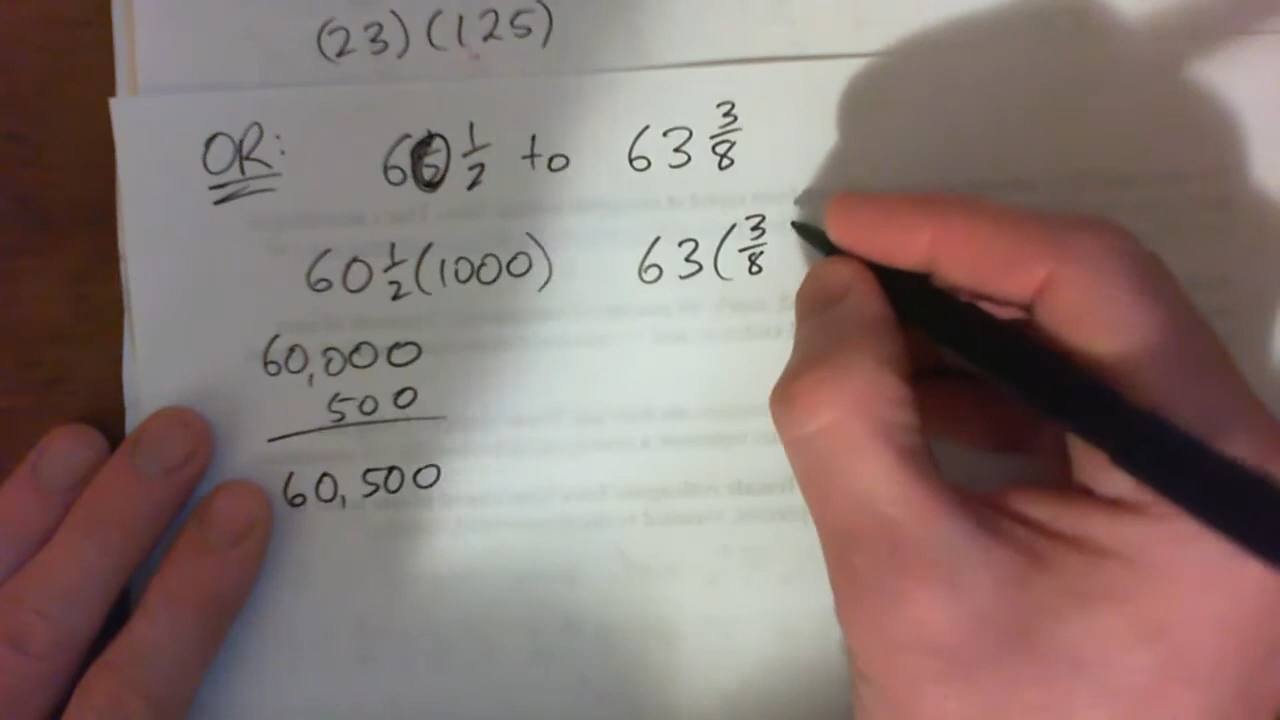 (23)(125)
OR: 60 1/2 to 63 3/8
60 1/2 (1000) 63(3/8
60,000
500
60,500